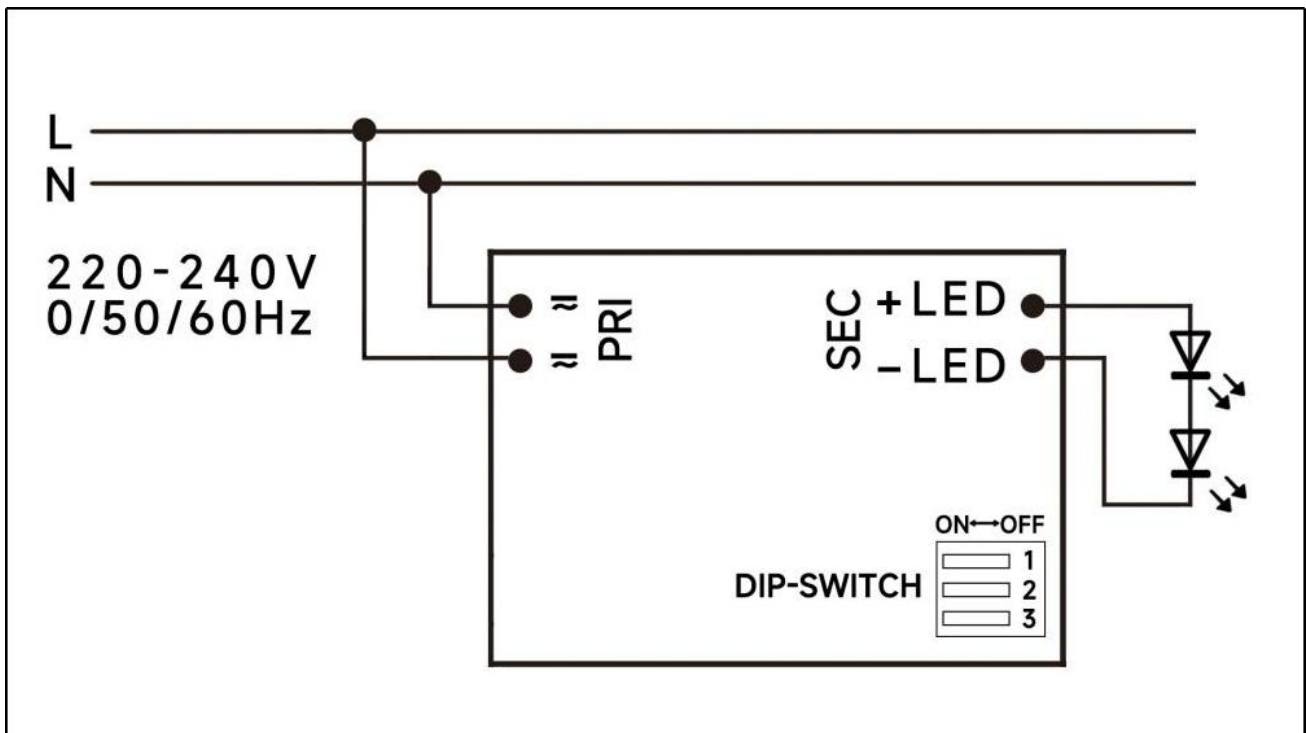 L
N
220-240V
0/50/60Hz
PRI
SEC
+LED
-LED
ON↔OFF
DIP-SWITCH
1
2
3